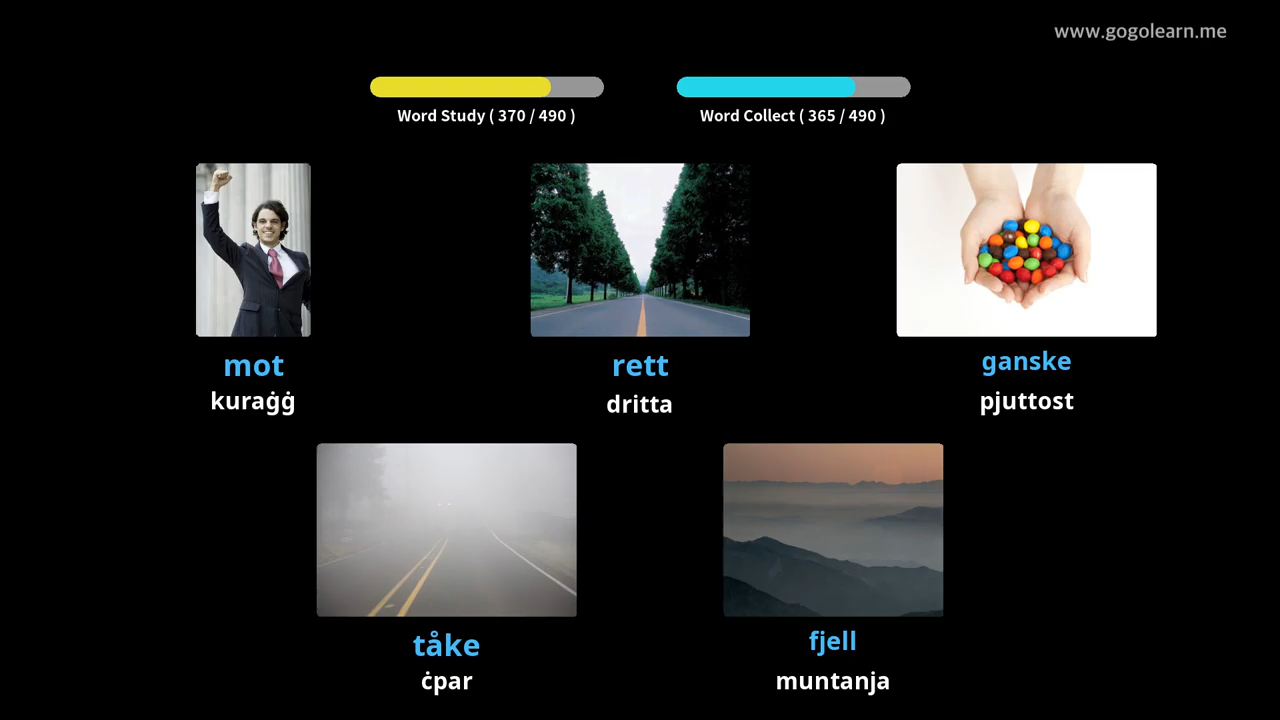 www.gogolearn.me
Word Study ( 370 / 490 )
Word Collect ( 365 / 490 )
mot
kuraġġ
rett
dritta
ganske
pjuttost
tåke
ċpar
fjell
muntanja